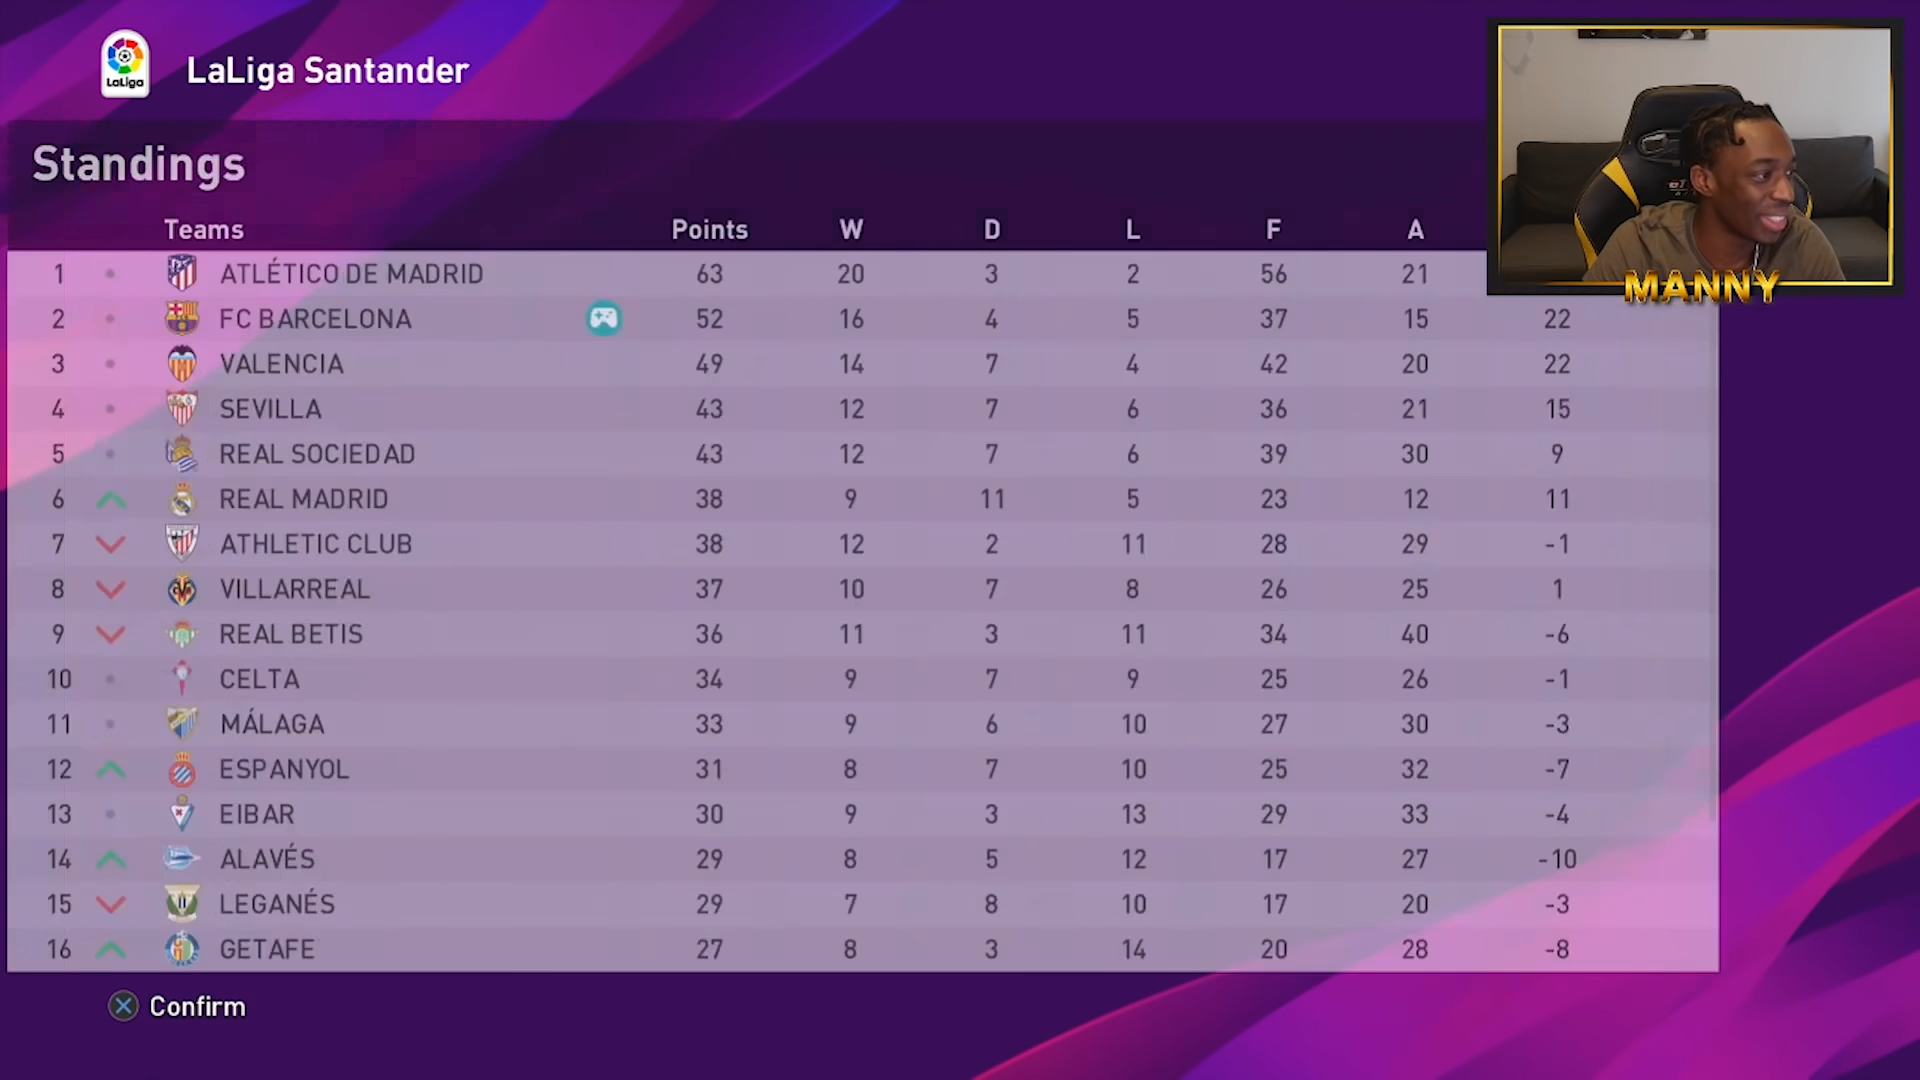 LaLiga
LaLiga Santander
Standings
Teams Points W D L F A
1 ATLÉTICO DE MADRID 63 20 3 2 56 21
MANNY
2 FC BARCELONA 52 16 4 5 37 15 22
3 VALENCIA 49 14 7 4 42 20 22
4 SEVILLA 43 12 7 6 36 21 15
5 REAL SOCIEDAD 43 12 7 6 39 30 9
6 REAL MADRID 38 9 11 5 23 12 11
7 ATHLETIC CLUB 38 12 2 11 28 29 -1
8 VILLARREAL 37 10 7 8 26 25 1
9 REAL BETIS 36 11 3 11 34 40 -6
10 CELTA 34 9 7 9 25 26 -1
11 MÁLAGA 33 9 6 10 27 30 -3
12 ESPANYOL 31 8 7 10 25 32 -7
13 EIBAR 30 9 3 13 29 33 -4
14 ALAVÉS 29 8 5 12 17 27 -10
15 LEGANÉS 29 7 8 10 17 20 -3
16 GETAFE 27 8 3 14 20 28 -8
Confirm